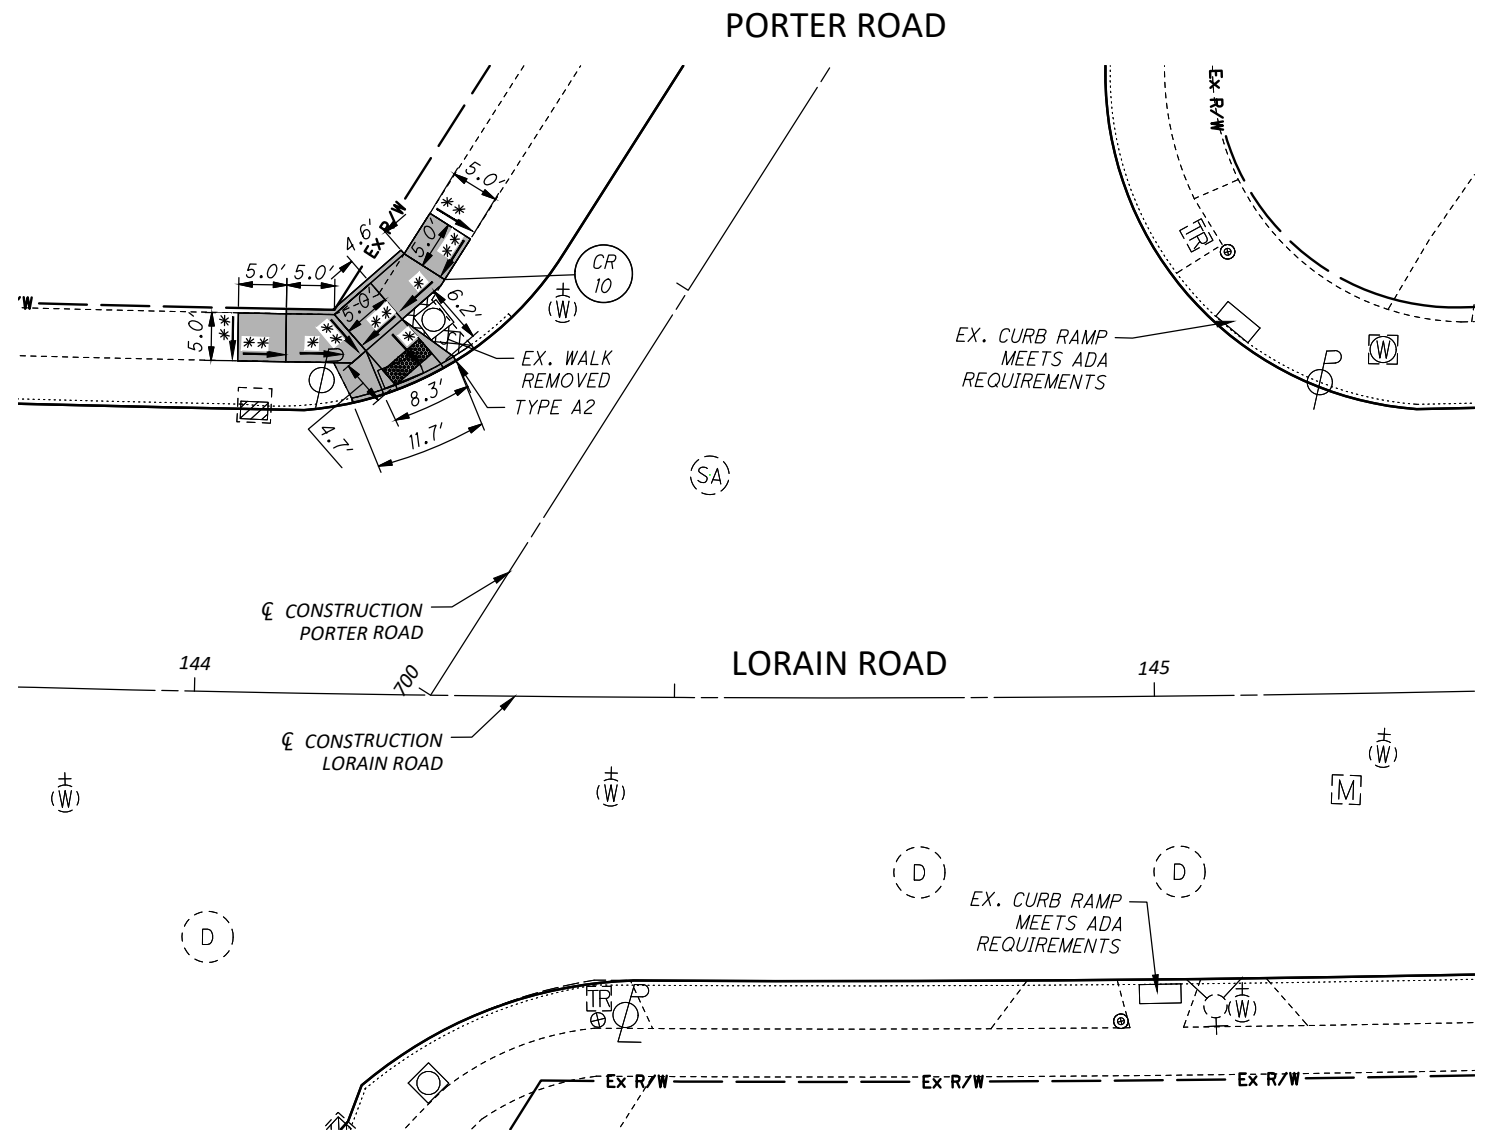 PORTER ROAD
Ex R/W
5.0'
**
4.6'
Ex R/W
5.0'
**
CR
10
5.0' 5.0'
/W
*
6.2'
(W)
5.0'
**
5.0'
**
**
*
*
**
*
EX. WALK
REMOVED
TYPE A2
8.3'
11.7'
4.7'
TR
EX. CURB RAMP
MEETS ADA
REQUIREMENTS
W
SA
℄ CONSTRUCTION
PORTER ROAD
LORAIN ROAD
144
700
145
℄ CONSTRUCTION
LORAIN ROAD
(W)
(W)
(W)
M
D
D
D
EX. CURB RAMP
MEETS ADA
REQUIREMENTS
TR
(W)
Ex R/W
Ex R/W
Ex R/W